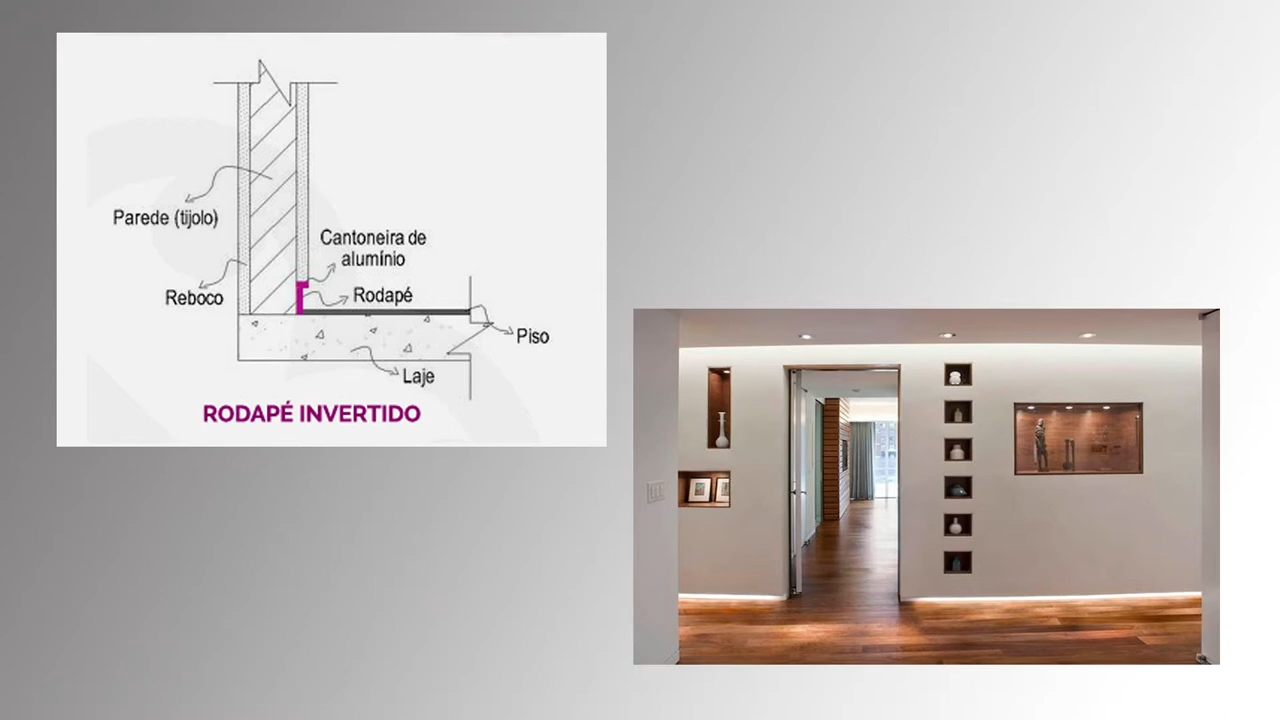 Parede (tijolo)
Cantoneira de
alumínio
Reboco
Rodapé
Piso
Laje
RODAPÉ INVERTIDO